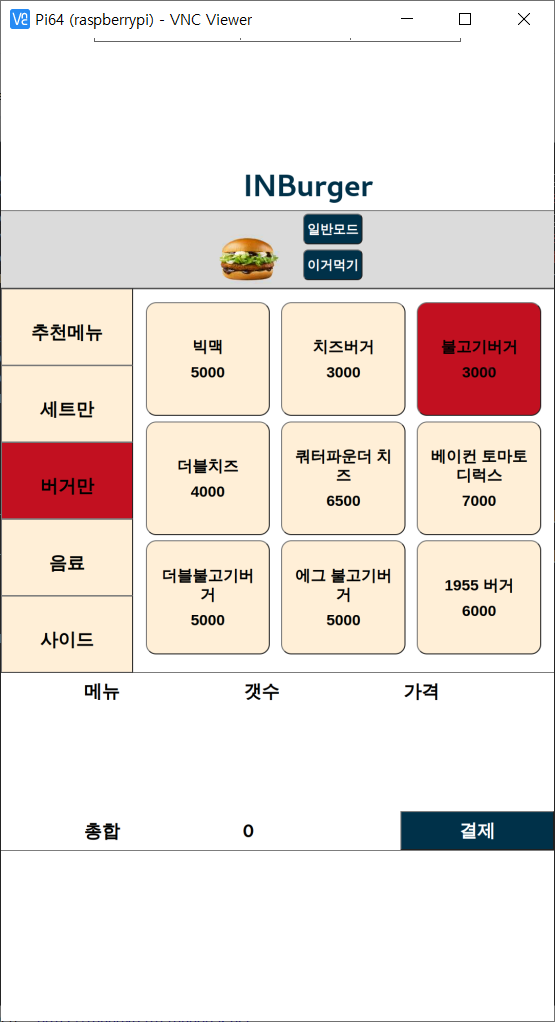 Pi64 (raspberrypi) - VNC Viewer
INBurger
일반모드
이거먹기
추천메뉴
세트만
버거만
음료
사이드
빅맥
5000
치즈버거
3000
불고기버거
3000
더블치즈
4000
쿼터파운더 치
즈
6500
베이컨 토마토
디럭스
7000
더블불고기버
거
5000
에그 불고기버
거
5000
1955 버거
6000
메뉴 갯수 가격
총합 0
결제